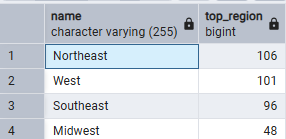 name top_region
character varying (255) bigint
1 Northeast 106
2 West 101
3 Southeast 96
4 Midwest 48